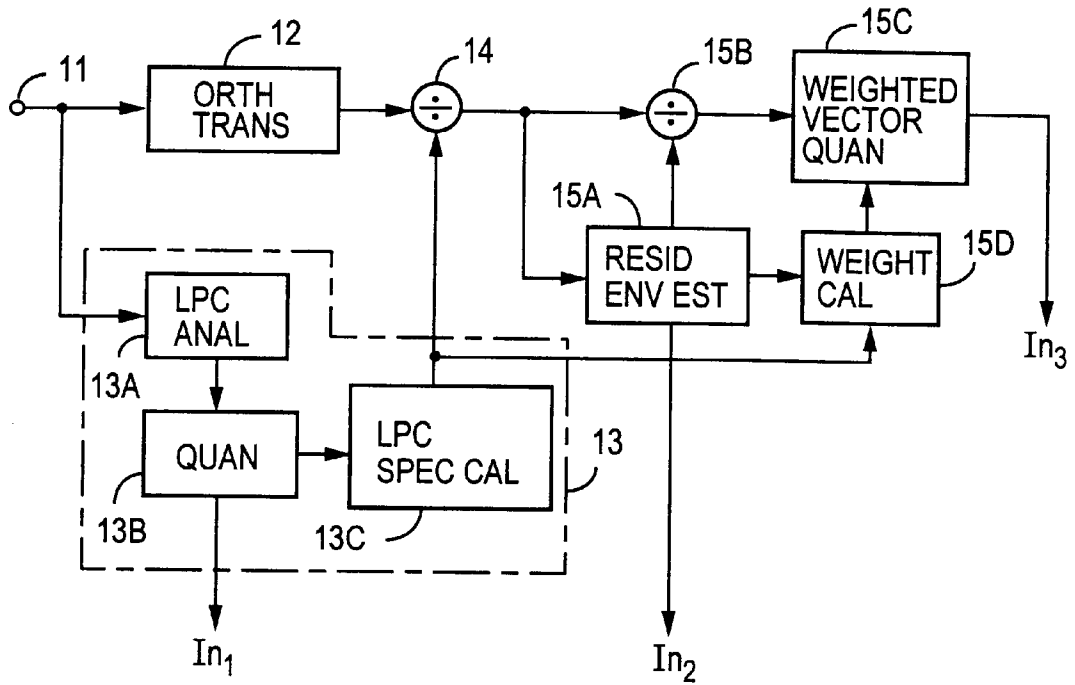 11
12
ORTH
TRANS
14
÷
15B
÷
15C
WEIGHTED
VECTOR
QUAN
15A
RESID
ENV EST
WEIGHT
CAL
15D
In3
LPC
ANAL
13A
QUAN
13B
LPC
SPEC CAL
13C
13
In1
In2